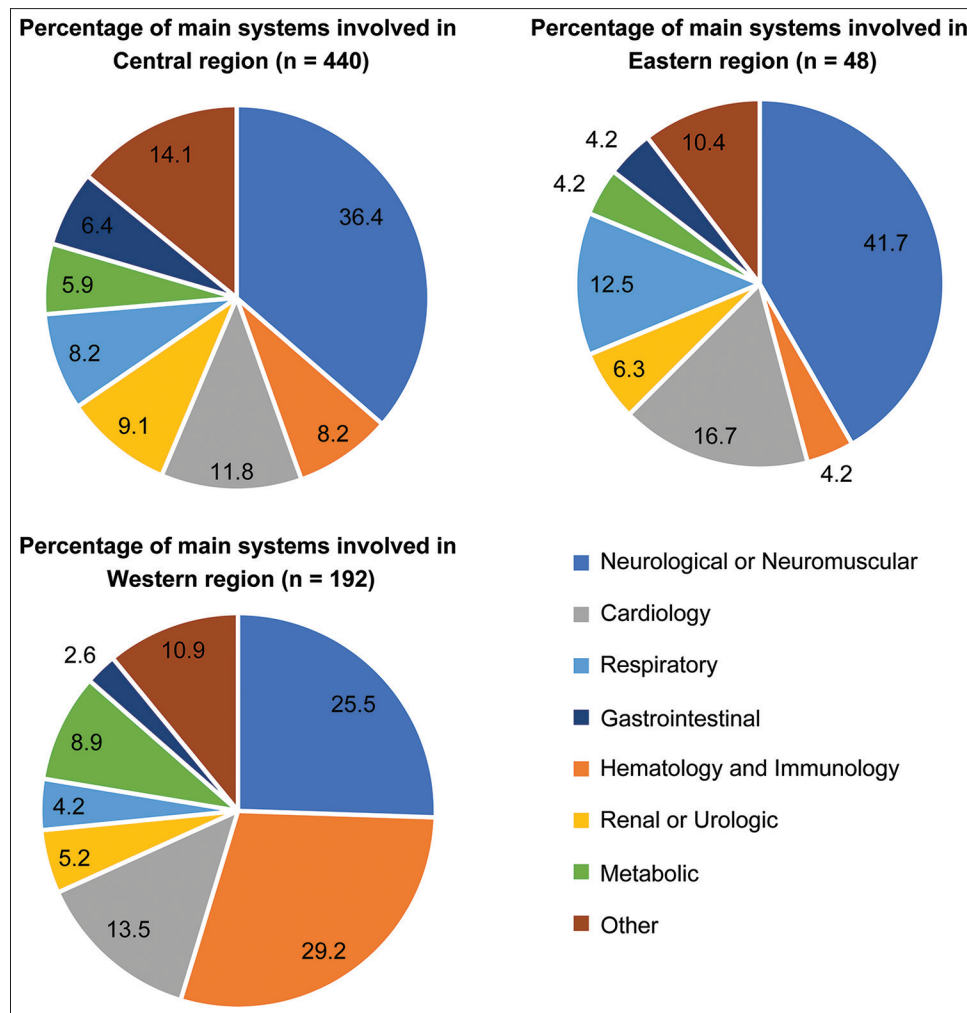 Percentage of main systems involved in
Central region (n = 440)
14.1
36.4
6.4
5.9
8.2
9.1
11.8
8.2
Percentage of main systems involved in
Eastern region (n = 48)
4.2
10.4
4.2
41.7
12.5
6.3
16.7
4.2
Percentage of main systems involved in
Western region (n = 192)
2.6
10.9
25.5
8.9
4.2
5.2
13.5
29.2
Neurological or Neuromuscular
Cardiology
Respiratory
Gastrointestinal
Hematology and Immunology
Renal or Urologic
Metabolic
Other